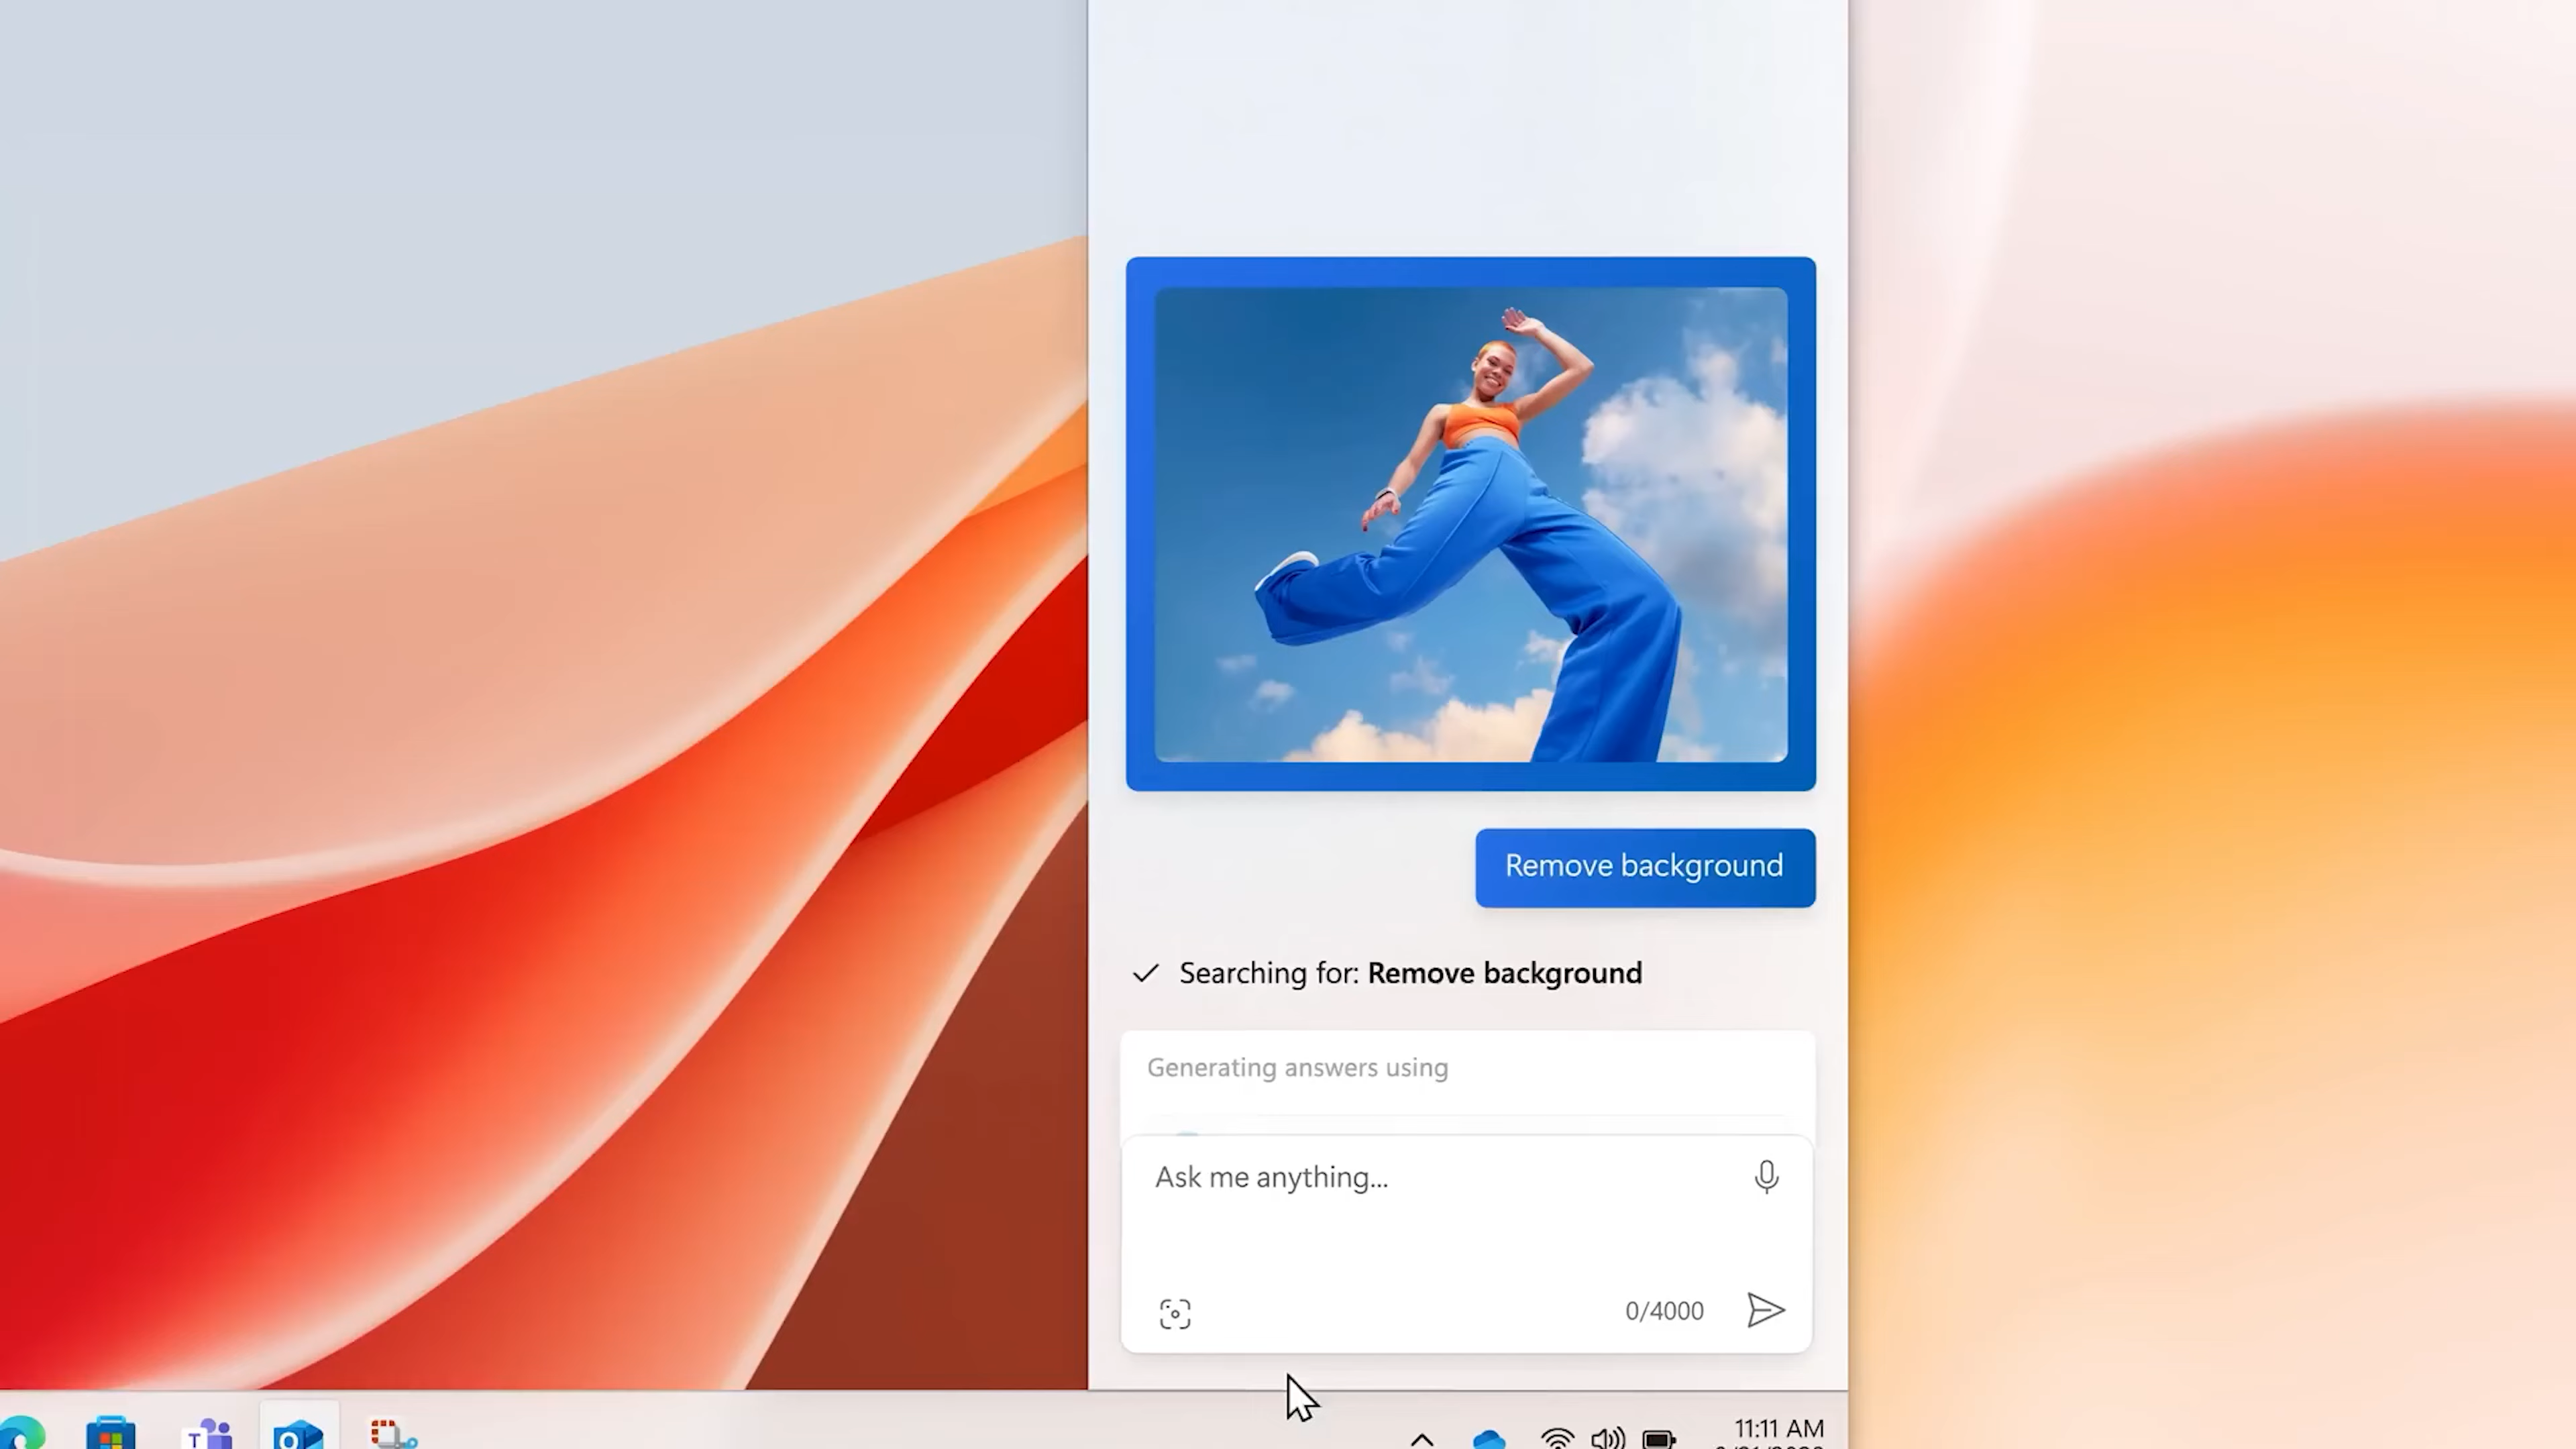 Remove background
Searching for: Remove background
Generating answers using
Ask me anything...
0/4000
T
O
11:11 AM